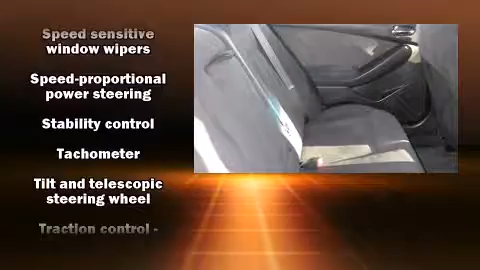 Speed sensitive
window wipers
Speed-proportional
power steering
Stability control
Tachometer
Tilt and telescopic
steering wheel
Traction control -